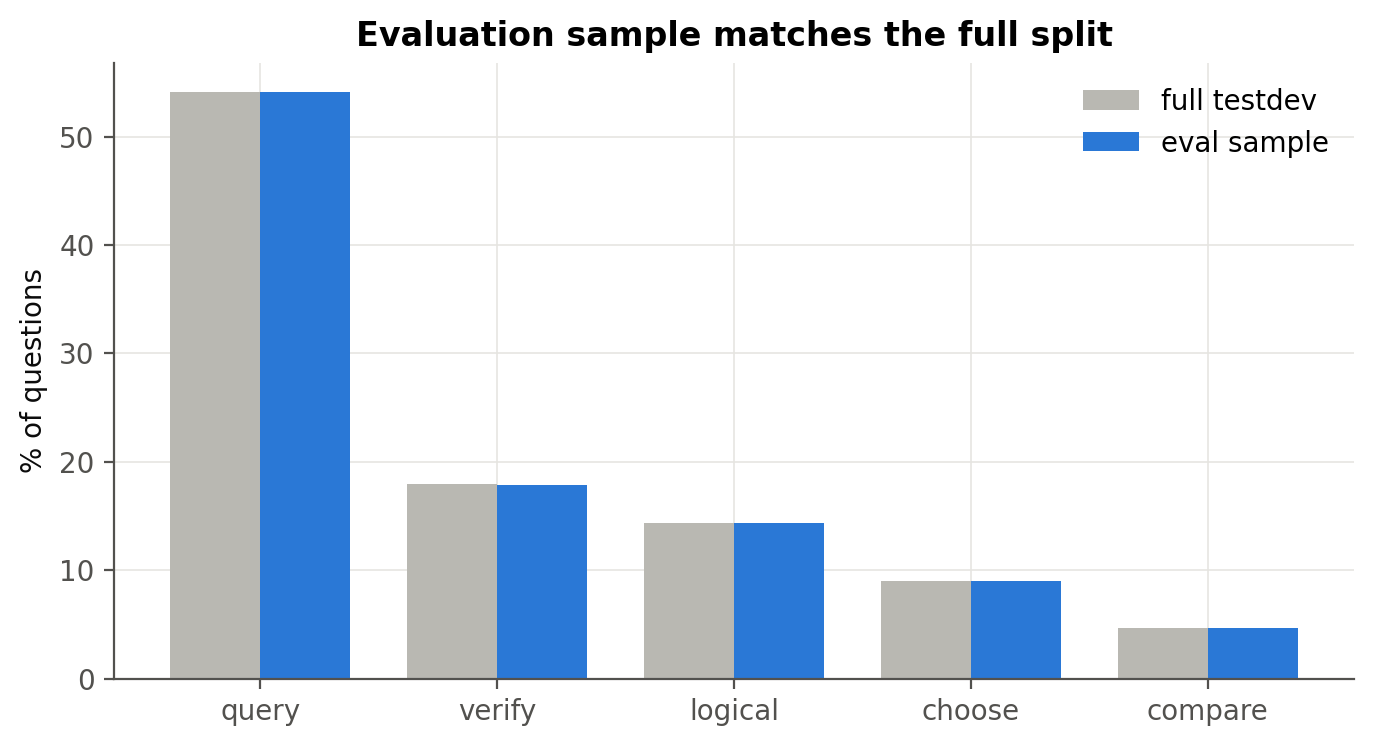 Evaluation sample matches the full split
full testdev
eval sample
% of questions
50
40
30
20
10
0
query verify logical choose compare